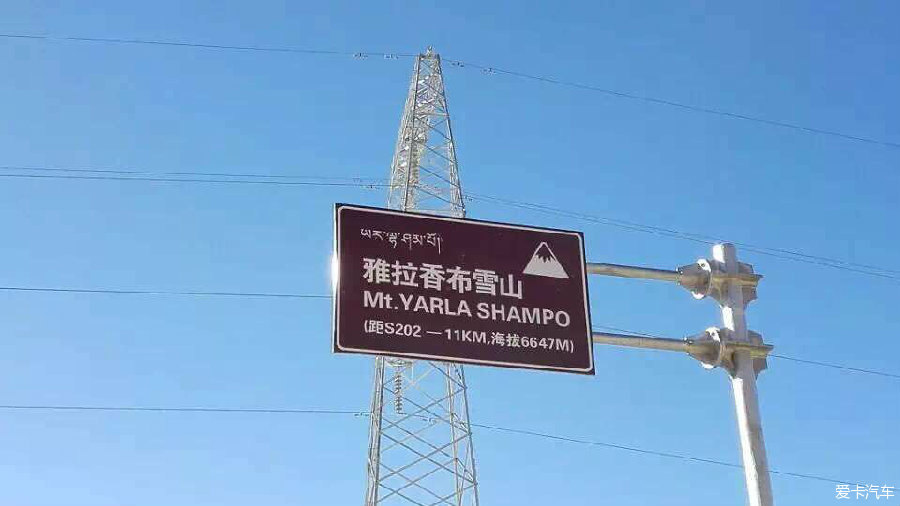 ཡར་ལྷ་ཤམ་པོ།
雅拉香布雪山
Mt.YARLA SHAMPO
(距S202 — 11KM,海拔6647M)
爱卡汽车